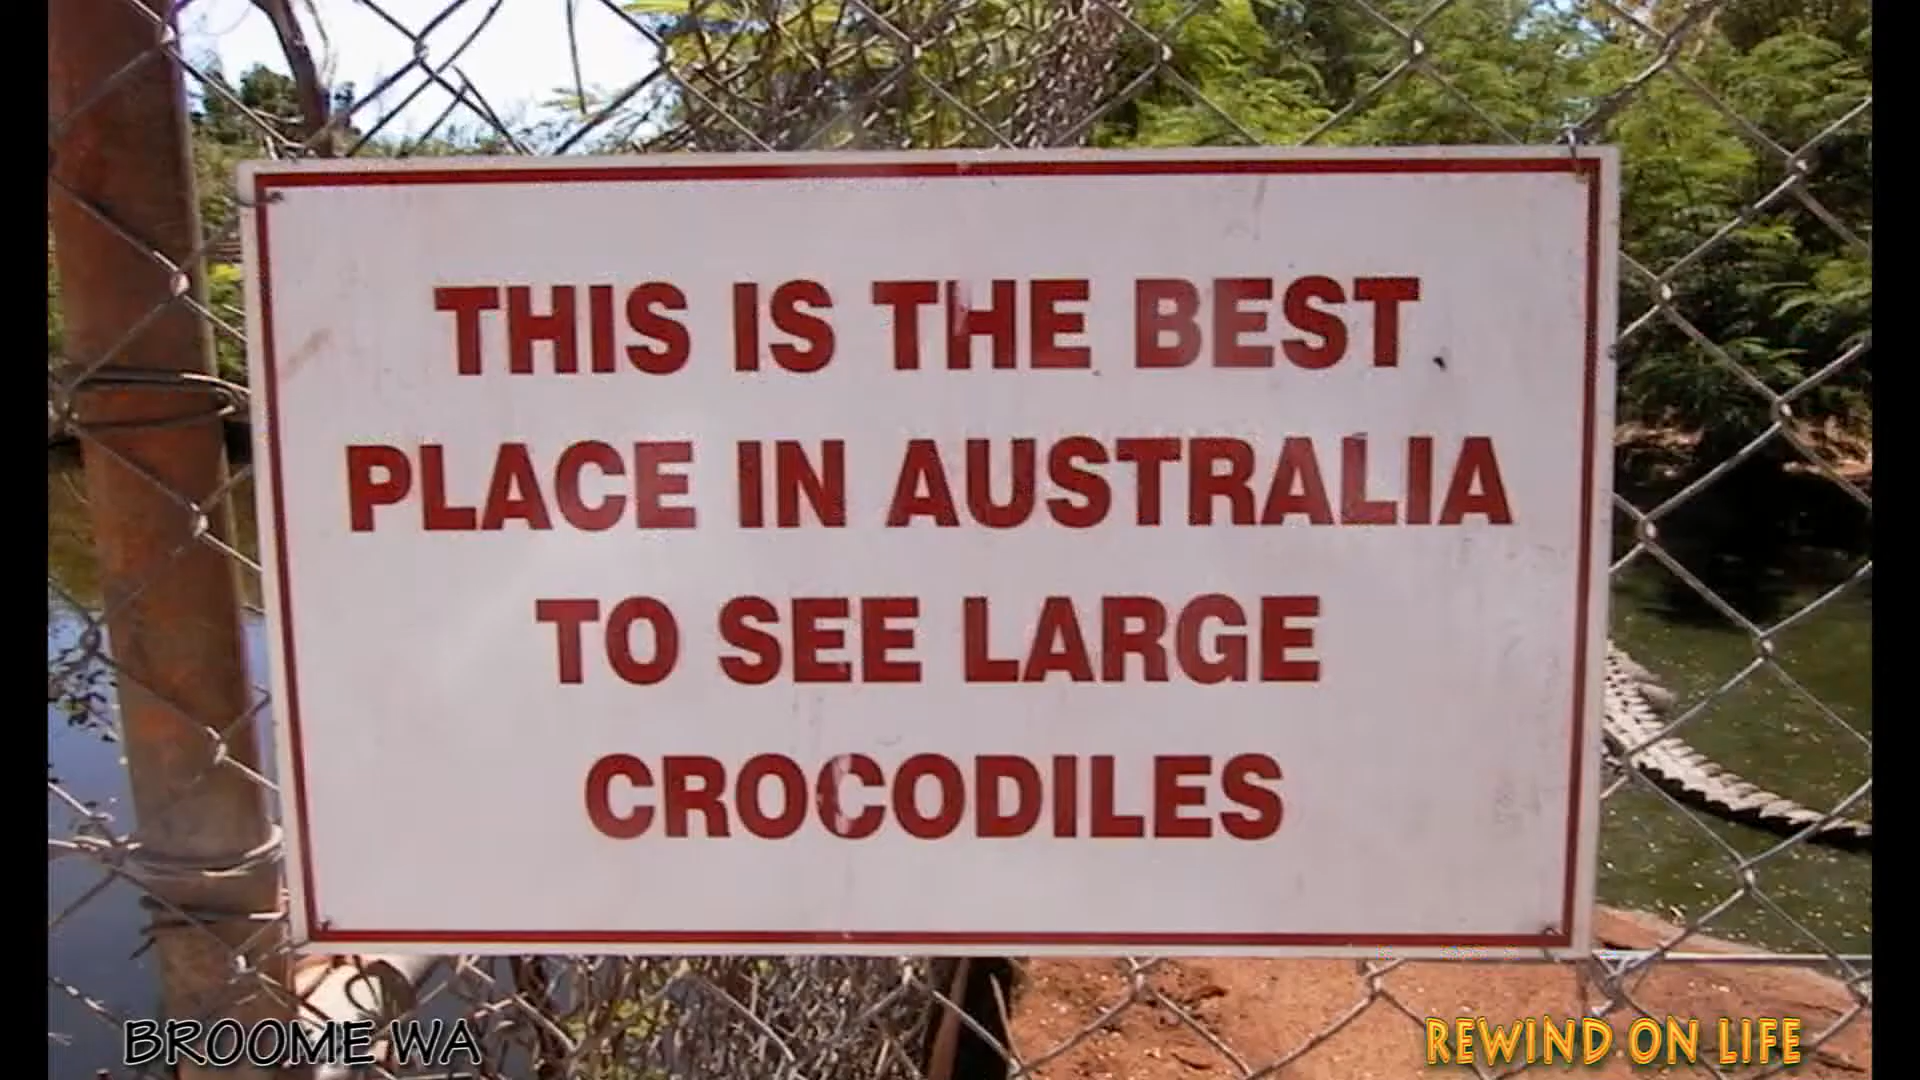 THIS IS THE BEST
PLACE IN AUSTRALIA
TO SEE LARGE
CROCODILES
BROOME WA
REWIND ON LIFE